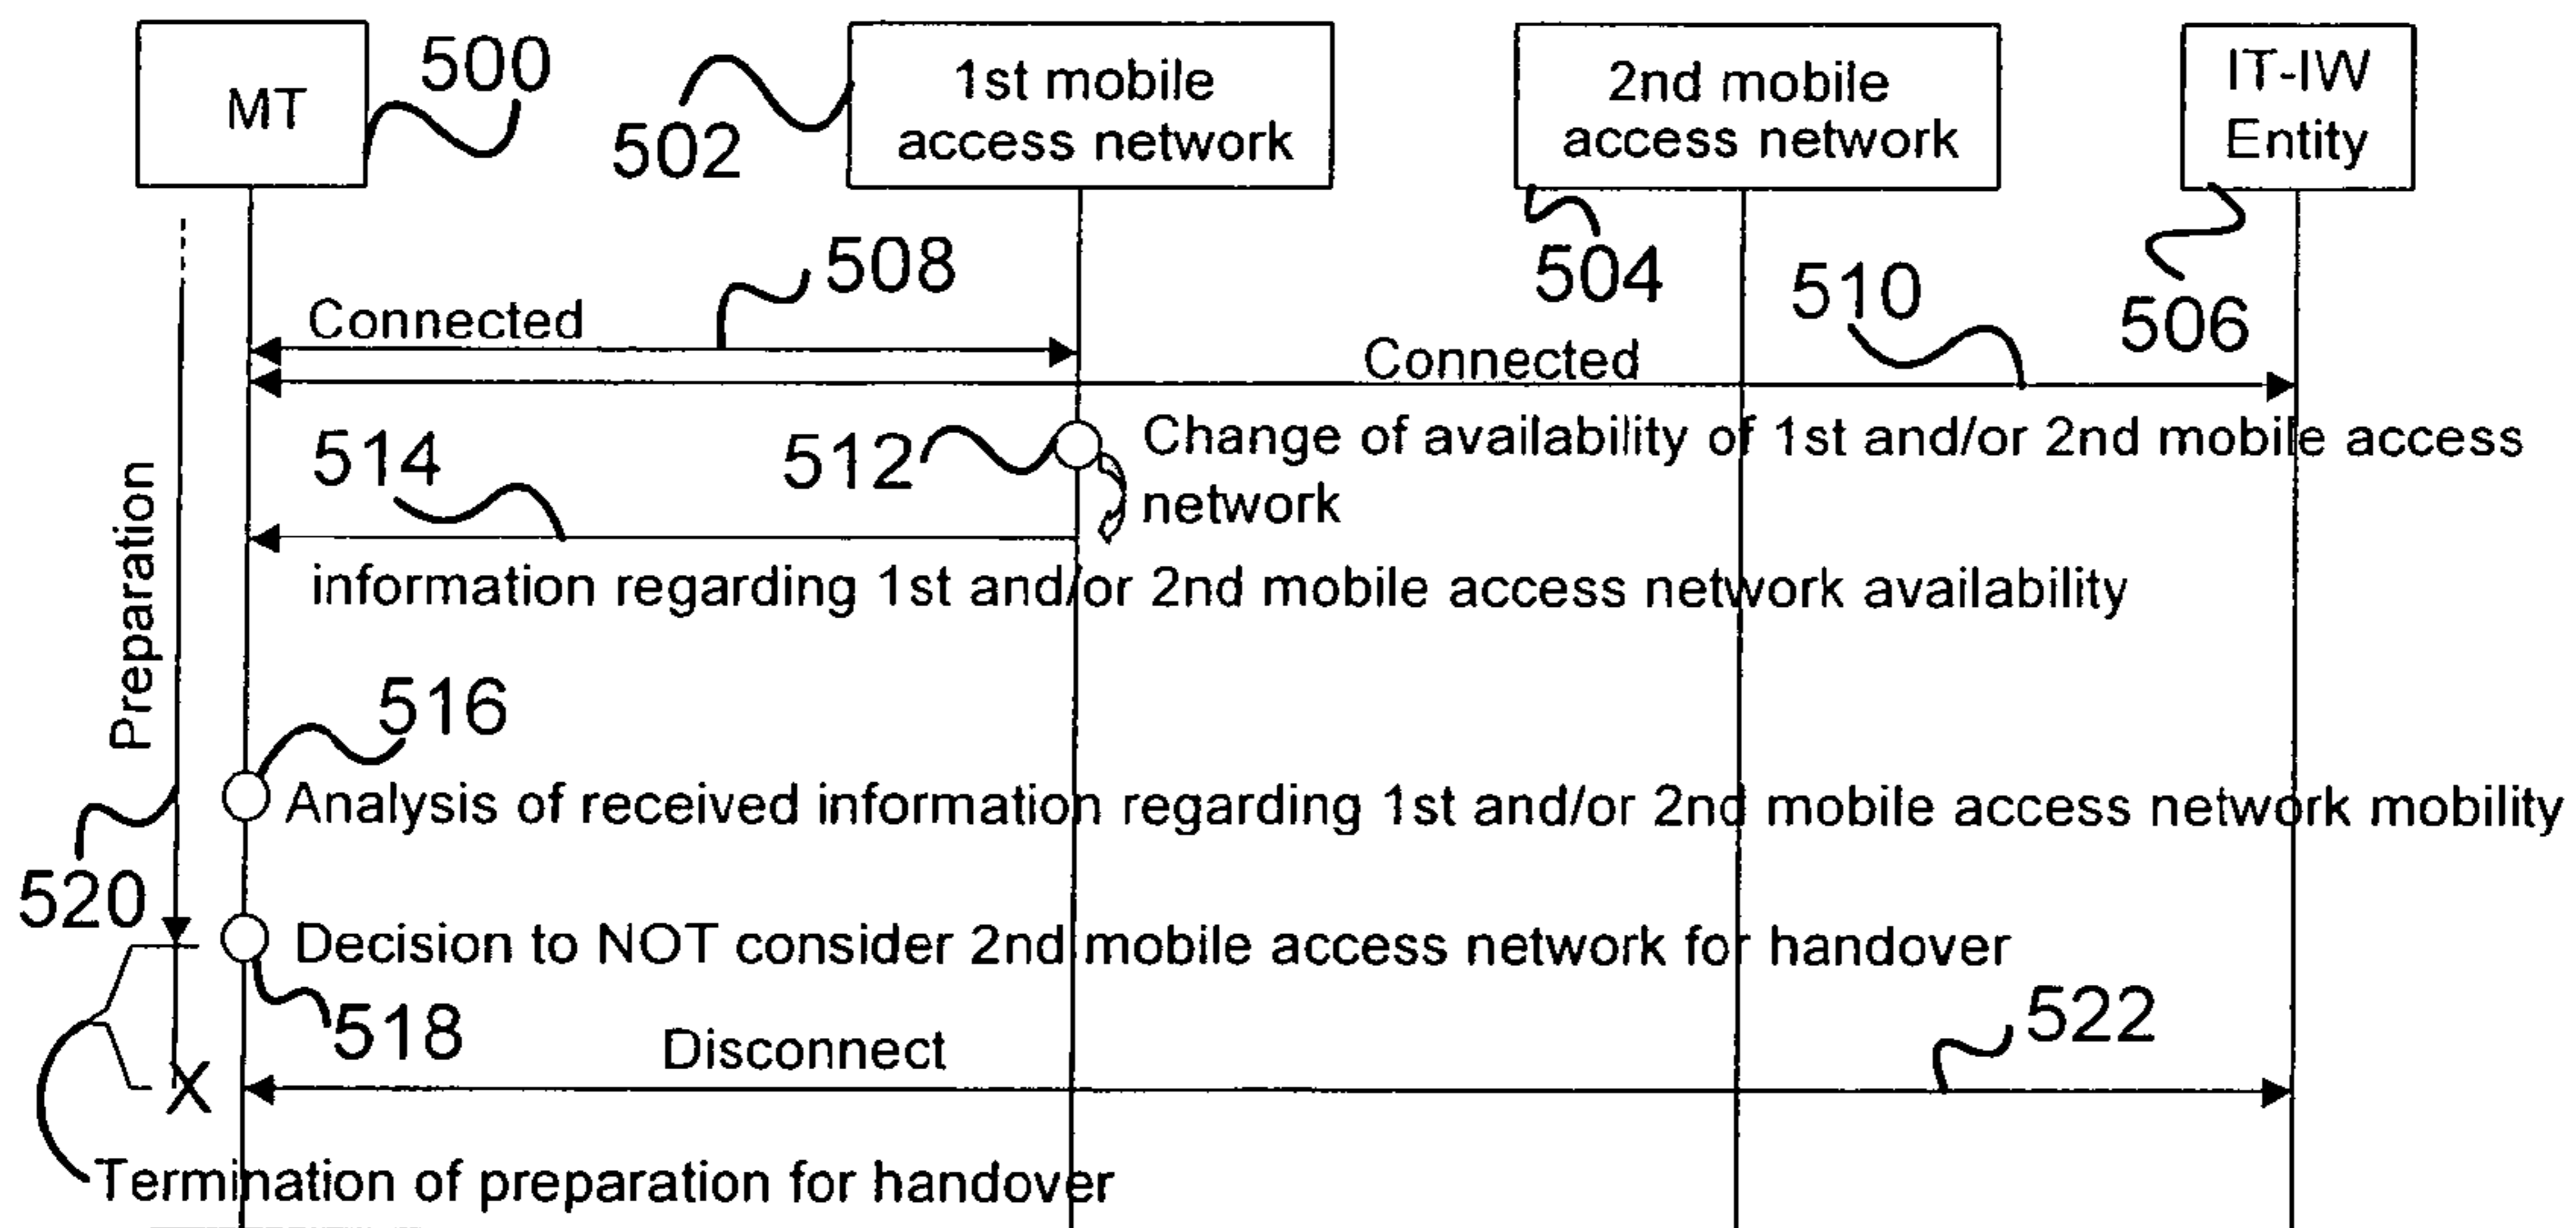 MT
500
502
1st mobile
access network
2nd mobile
access network
504
IT-IW
Entity
506
508
Connected
510
Connected
512
Change of availability of 1st and/or 2nd mobile access
network
514
information regarding 1st and/or 2nd mobile access network availability
Preparation
516
Analysis of received information regarding 1st and/or 2nd mobile access network mobility
520
Decision to NOT consider 2nd mobile access network for handover
518
522
Disconnect
X
Termination of preparation for handover